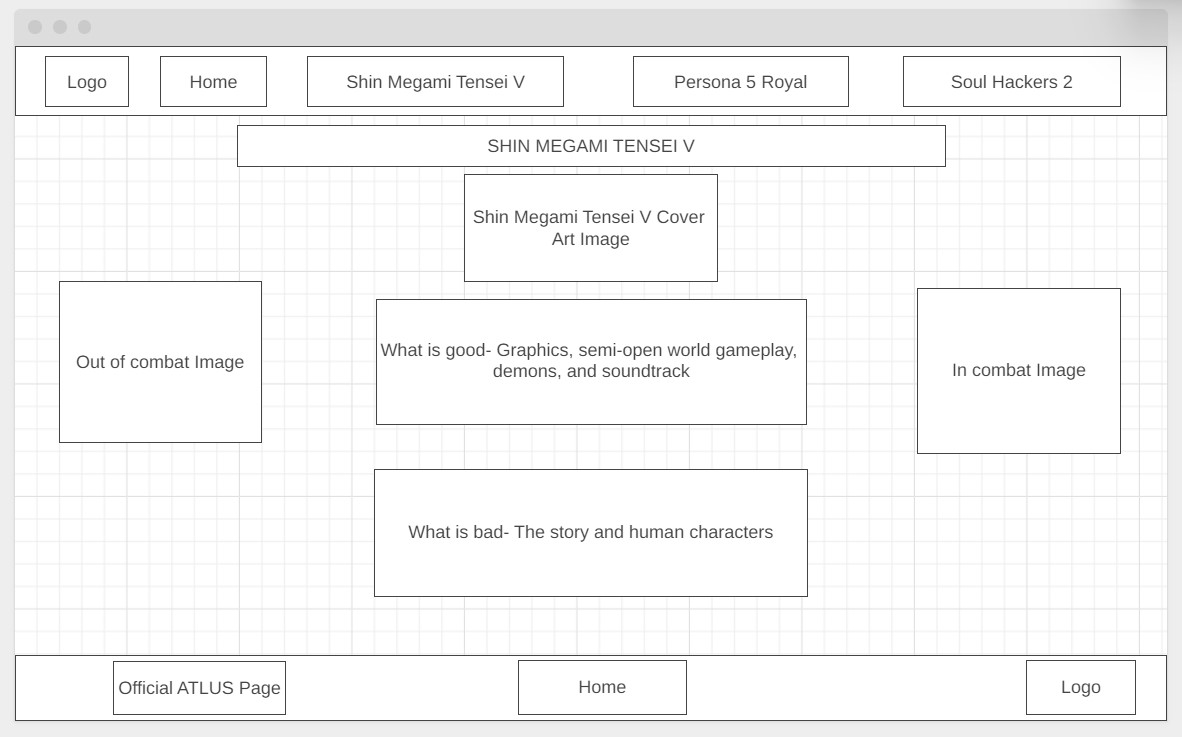 Logo
Home
Shin Megami Tensei V
Persona 5 Royal
Soul Hackers 2
SHIN MEGAMI TENSEI V
Shin Megami Tensei V Cover
Art Image
Out of combat Image
What is good- Graphics, semi-open world gameplay,
demons, and soundtrack
In combat Image
What is bad- The story and human characters
Official ATLUS Page
Home
Logo